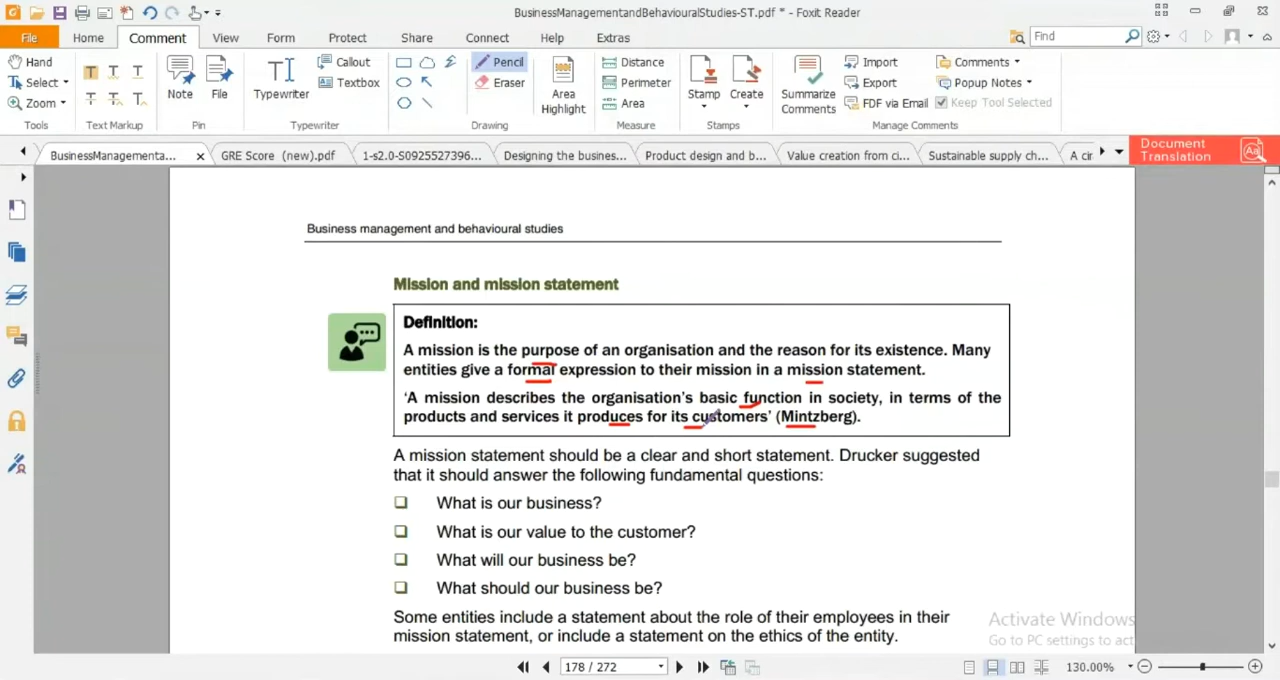 BusinessManagementandBehaviouralStudies-ST.pdf * - Foxit Reader
File Home Comment View Form Protect Share Connect Help Extras Find
Hand Select Zoom Tools
Text Markup
Note File Pin
Typewriter Callout Textbox Typewriter
Pencil Eraser Area Highlight Drawing
Distance Perimeter Area Measure
Stamp Create Stamps
Summarize Comments Import Export FDF via Email Comments Popup Notes Keep Tool Selected Manage Comments
BusinessManagementa... GRE Score (new).pdf 1-s2.0-S0925527396... Designing the busines... Product design and b... Value creation from ci... Sustainable supply ch... A cir Document Translation
Business management and behavioural studies
Mission and mission statement
Definition:
A mission is the purpose of an organisation and the reason for its existence. Many
entities give a formal expression to their mission in a mission statement.
‘A mission describes the organisation’s basic function in society, in terms of the
products and services it produces for its customers’ (Mintzberg).
A mission statement should be a clear and short statement. Drucker suggested
that it should answer the following fundamental questions:
❑ What is our business?
❑ What is our value to the customer?
❑ What will our business be?
❑ What should our business be?
Some entities include a statement about the role of their employees in their
mission statement, or include a statement on the ethics of the entity.
Activate Windows
Go to PC settings to act
178 / 272 130.00%